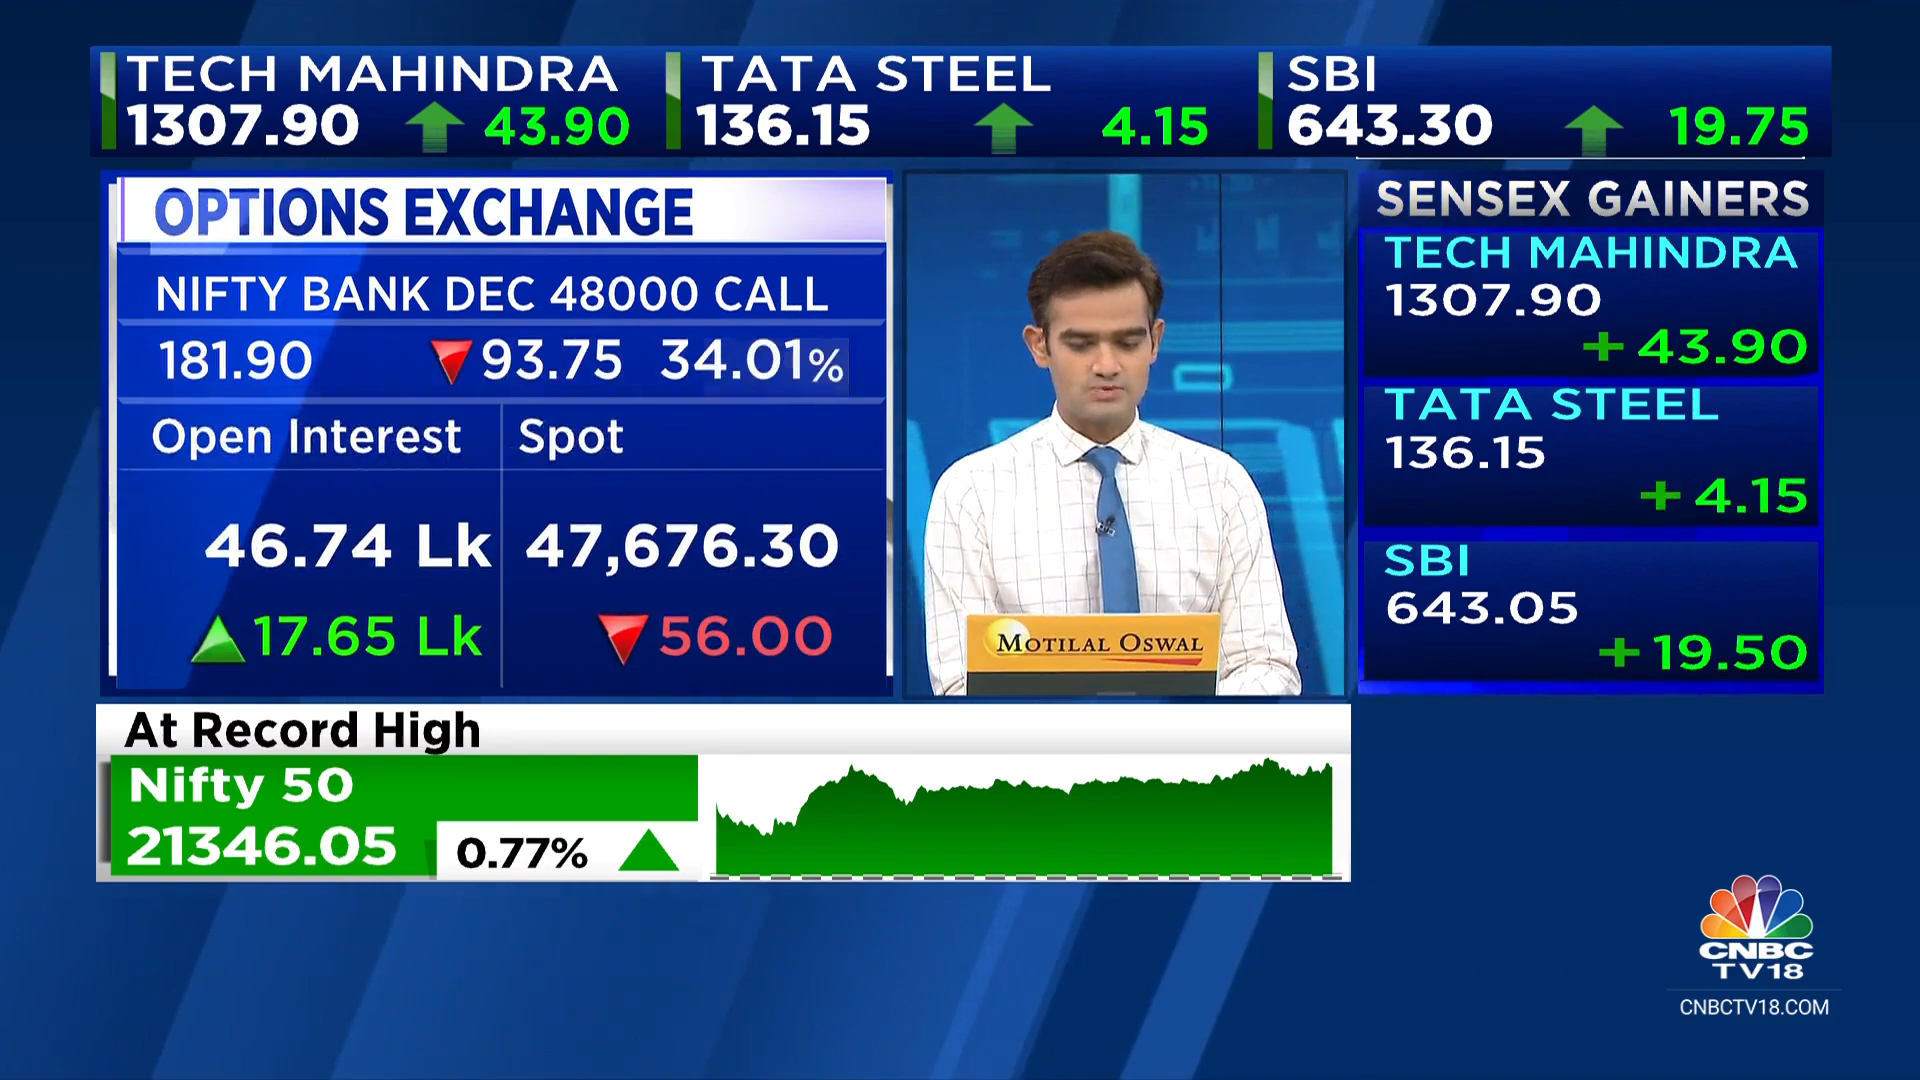 TECH MAHINDRA
1307.90 43.90
TATA STEEL
136.15 4.15
SBI
643.30 19.75
OPTIONS EXCHANGE
NIFTY BANK DEC 48000 CALL
181.90 93.75 34.01%
Open Interest Spot
46.74 Lk 47,676.30
17.65 Lk 56.00
MOTILAL OSWAL
SENSEX GAINERS
TECH MAHINDRA
1307.90
+ 43.90
TATA STEEL
136.15
+ 4.15
SBI
643.05
+ 19.50
At Record High
Nifty 50
21346.05 0.77%
CNBC
TV18
CNBCTV18.COM